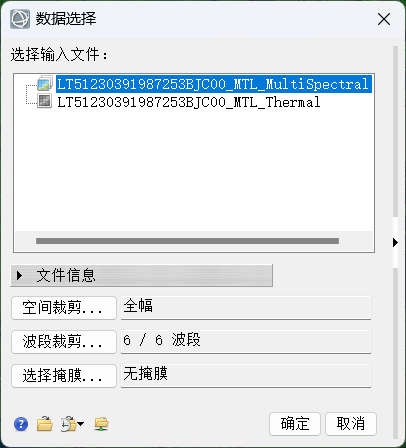 数据选择
选择输入文件：
LT51230391987253BJC00_MTL_MultiSpectral
LT51230391987253BJC00_MTL_Thermal
文件信息
空间裁剪... 全幅
波段裁剪... 6 / 6 波段
选择掩膜... 无掩膜
确定 取消